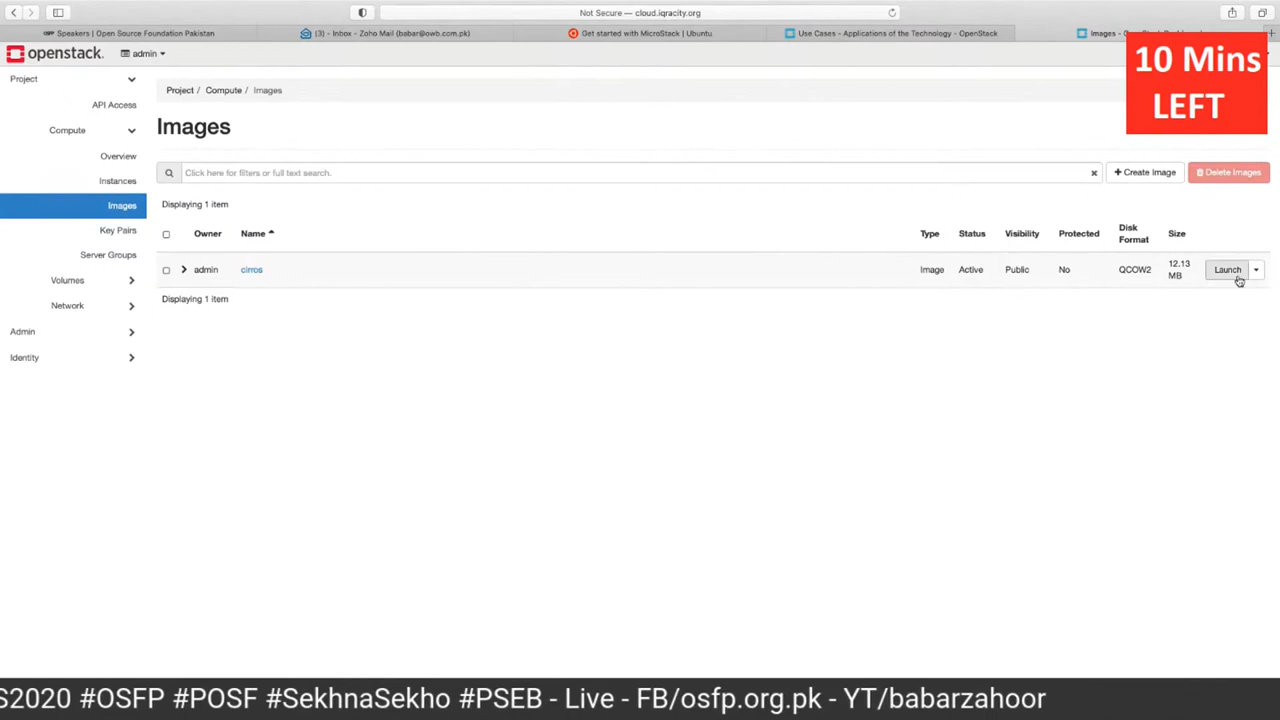 Not Secure — cloud.iqracity.org
Speakers | Open Source Foundation Pakistan
(3) - Inbox - Zoho Mail (babar@owb.com.pk)
Get started with MicroStack | Ubuntu
Use Cases - Applications of the Technology - OpenStack
Images -
openstack.
admin
10 Mins
LEFT
Project
API Access
Compute
Overview
Instances
Images
Key Pairs
Server Groups
Volumes
Network
Admin
Identity
Project / Compute / Images
Images
Click here for filters or full text search.
Create Image
Delete Images
Displaying 1 item
Owner Name Type Status Visibility Protected Disk Format Size
admin cirros Image Active Public No QCOW2 12.13 MB Launch
Displaying 1 item
S2020 #OSFP #POSF #SekhnaSekho #PSEB - Live - FB/osfp.org.pk - YT/babarzahoor